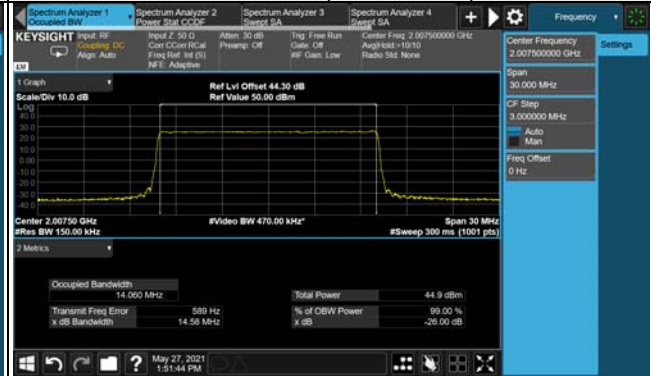 Spectrum Analyzer 1
Occupied BW
Spectrum Analyzer 2
Power Stat CCDF
Spectrum Analyzer 3
Swept SA
Spectrum Analyzer 4
Swept SA
Frequency
KEYSIGHT
Input: RF
Coupling: DC
Align: Auto
Input Z: 50 Ω
Corr CCorr RCal
Freq Ref: Int (S)
NFE: Adaptive
Atten: 30 dB
Preamp: Off
Trig: Free Run
Gate: Off
#IF Gain: Low
Center Freq: 2.007500000 GHz
Avg|Hold:>10/10
Radio Std: None
Center Frequency
2.007500000 GHz
Settings
Span
30.000 MHz
CF Step
3.000000 MHz
Auto
Man
Freq Offset
0 Hz
1 Graph
Scale/Div 10.0 dB
Ref Lvl Offset 44.30 dB
Ref Value 50.00 dBm
Log
40.0
30.0
20.0
10.0
0.00
-10.0
-20.0
-30.0
-40.0
Center 2.00750 GHz
#Video BW 470.00 kHz*
Span 30 MHz
#Res BW 150.00 kHz
#Sweep 300 ms (1001 pts)
2 Metrics
Occupied Bandwidth
14.060 MHz
Total Power
44.9 dBm
Transmit Freq Error
589 Hz
% of OBW Power
99.00 %
x dB Bandwidth
14.58 MHz
x dB
-26.00 dB
May 27, 2021
1:51:44 PM